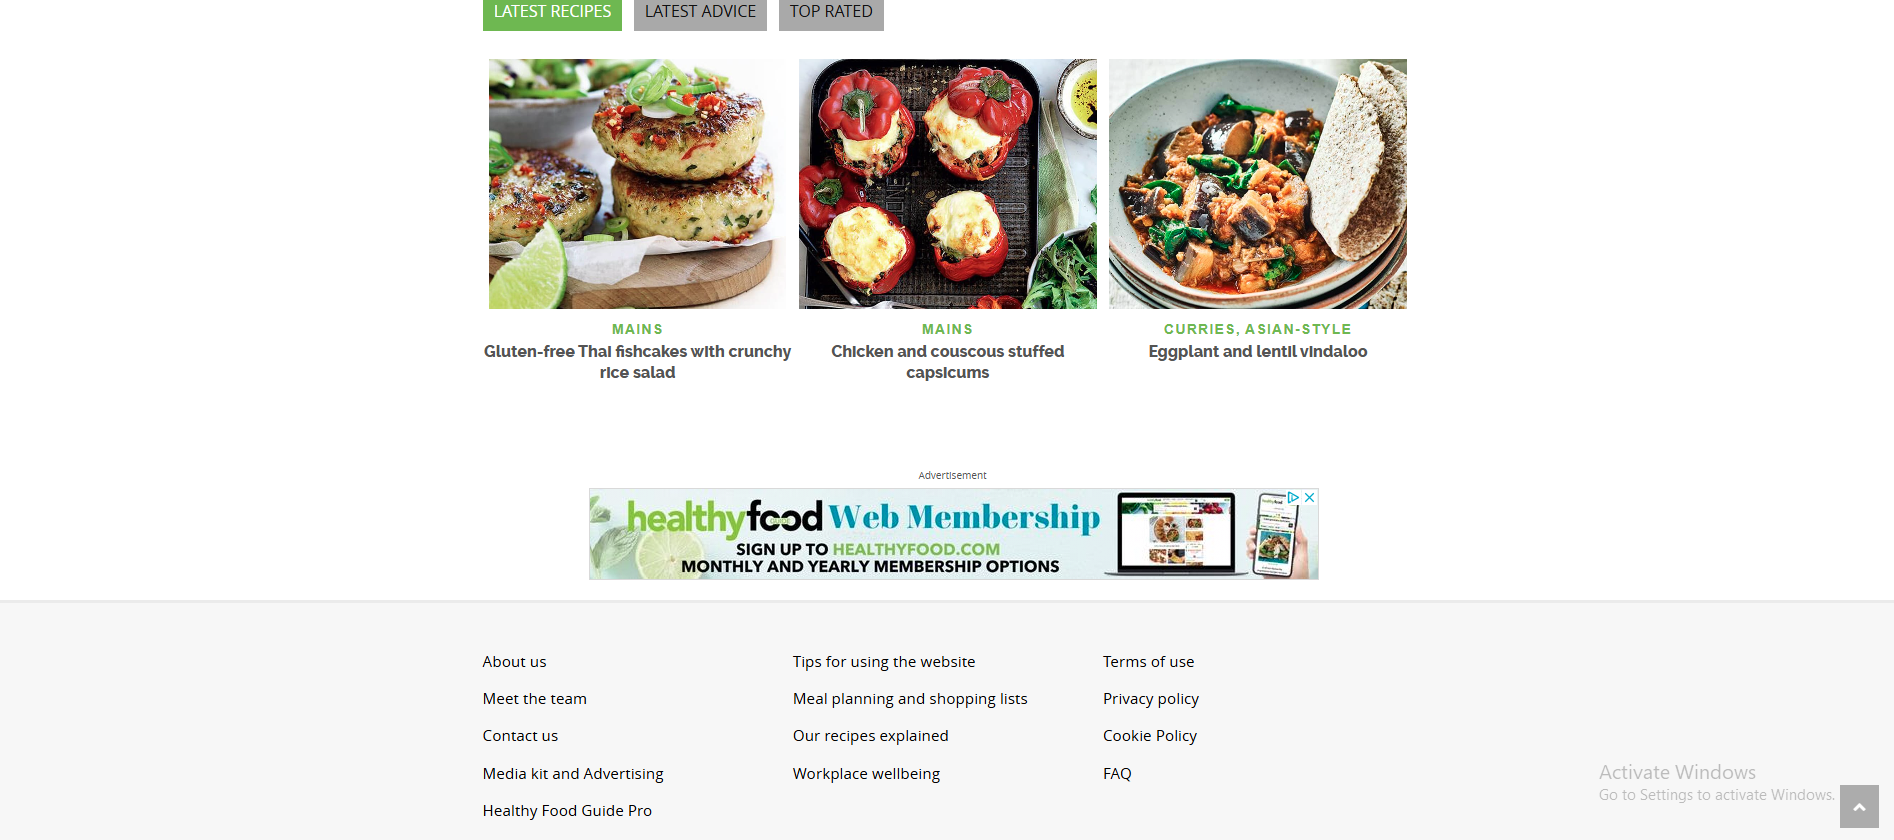 LATEST RECIPES
LATEST ADVICE
TOP RATED
MAINS
Gluten-free Thai fishcakes with crunchy
rice salad
MAINS
Chicken and couscous stuffed
capsicums
CURRIES, ASIAN-STYLE
Eggplant and lentil vindaloo
Advertisement
healthyfood Web Membership
SIGN UP TO HEALTHYFOOD.COM
MONTHLY AND YEARLY MEMBERSHIP OPTIONS
About us
Meet the team
Contact us
Media kit and Advertising
Healthy Food Guide Pro
Tips for using the website
Meal planning and shopping lists
Our recipes explained
Workplace wellbeing
Terms of use
Privacy policy
Cookie Policy
FAQ
Activate Windows
Go to Settings to activate Windows.